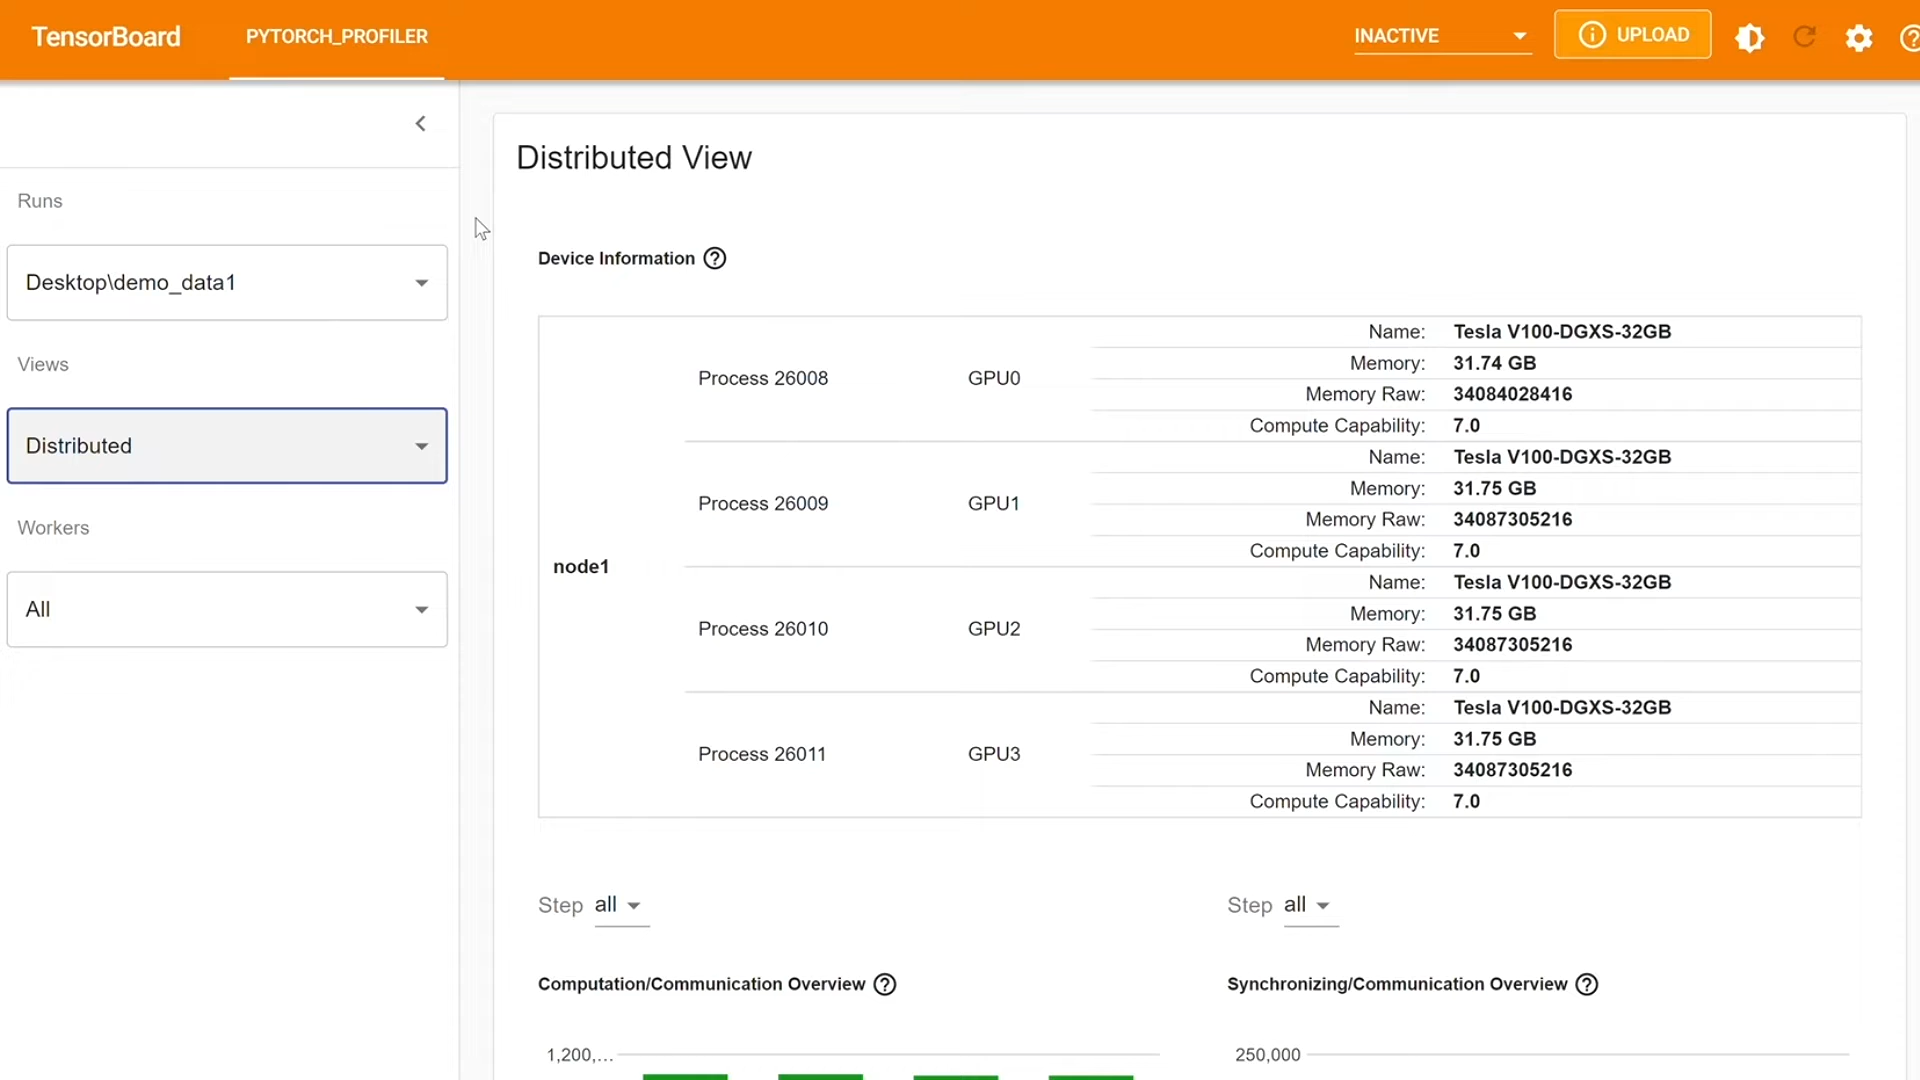 TensorBoard PYTORCH_PROFILER INACTIVE UPLOAD
Runs
Desktop\demo_data1
Views
Distributed
Workers
All
Distributed View
Device Information
node1
Process 26008 GPU0
Name: Tesla V100-DGXS-32GB
Memory: 31.74 GB
Memory Raw: 34084028416
Compute Capability: 7.0
Process 26009 GPU1
Name: Tesla V100-DGXS-32GB
Memory: 31.75 GB
Memory Raw: 34087305216
Compute Capability: 7.0
Process 26010 GPU2
Name: Tesla V100-DGXS-32GB
Memory: 31.75 GB
Memory Raw: 34087305216
Compute Capability: 7.0
Process 26011 GPU3
Name: Tesla V100-DGXS-32GB
Memory: 31.75 GB
Memory Raw: 34087305216
Compute Capability: 7.0
Step all
Step all
Computation/Communication Overview
Synchronizing/Communication Overview
1,200,...
250,000